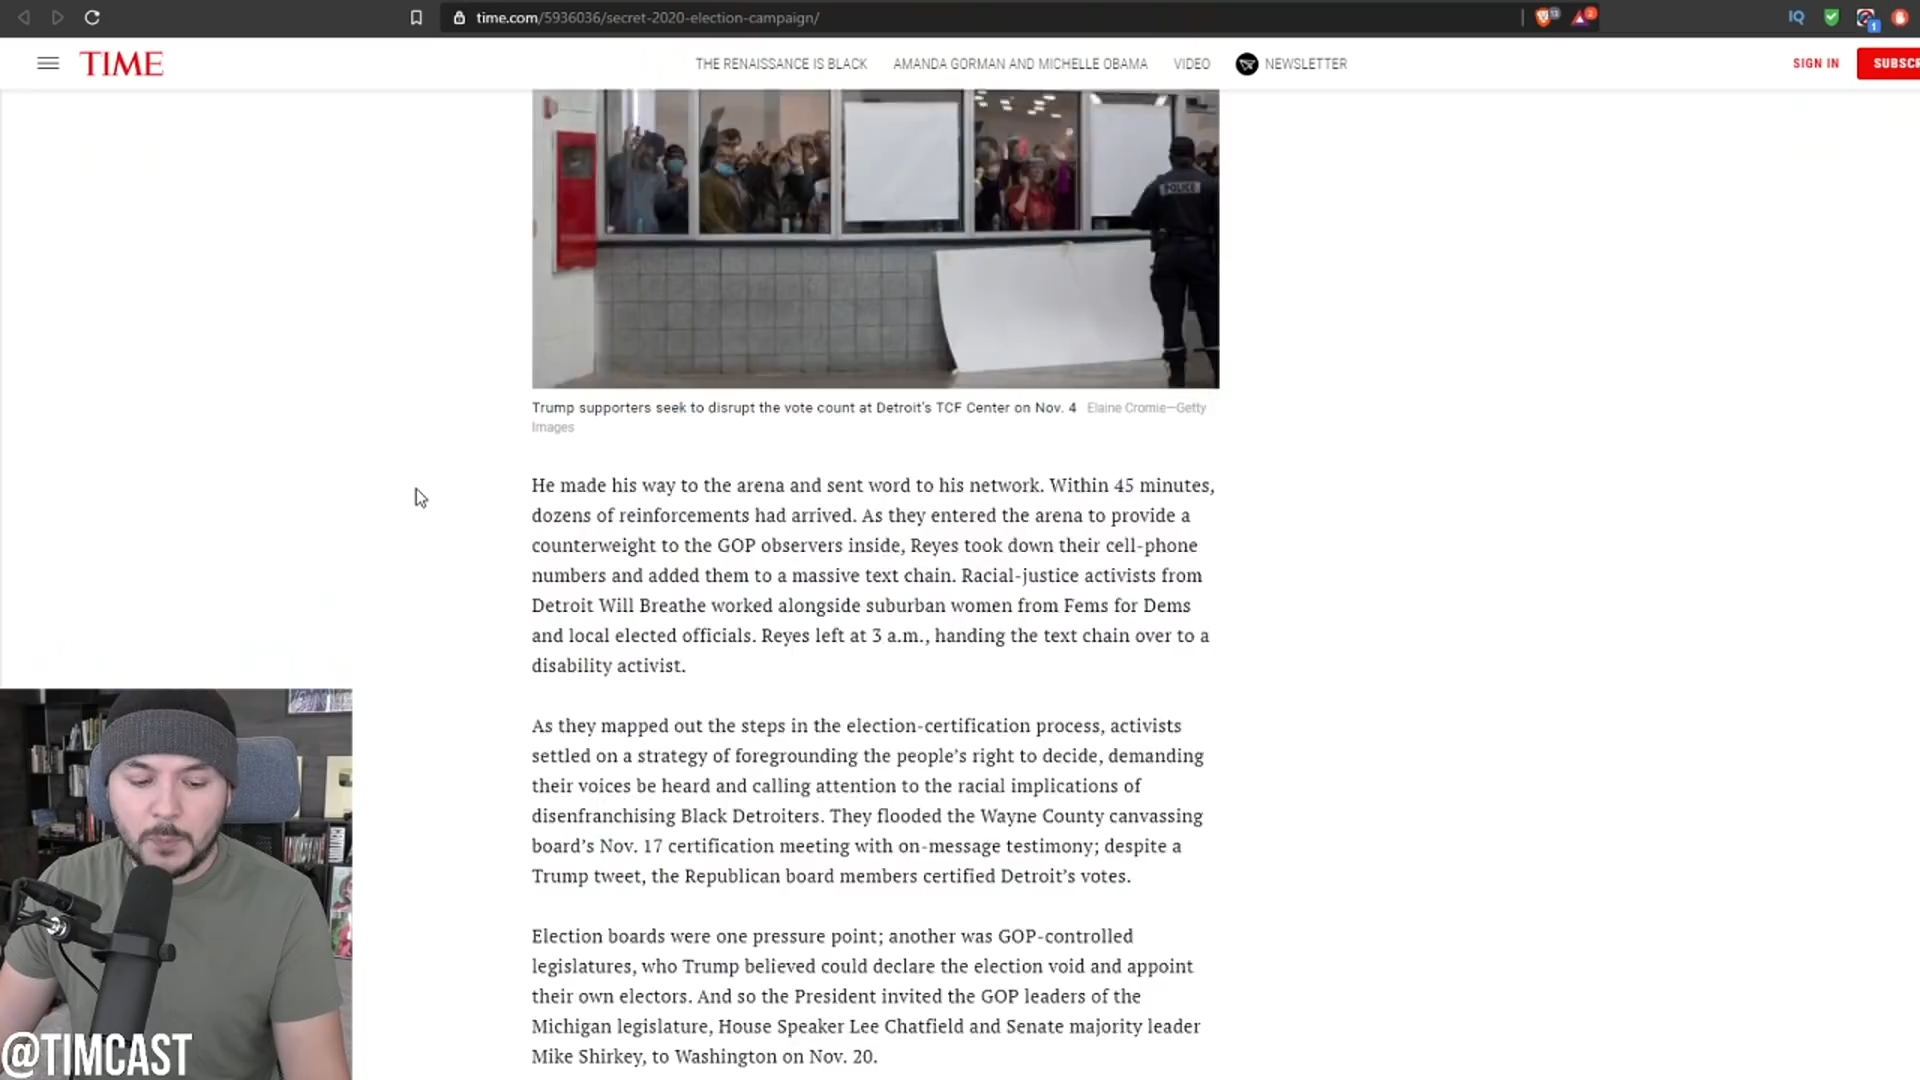 time.com/5936036/secret-2020-election-campaign/
IQ
1
TIME
THE RENAISSANCE IS BLACK
AMANDA GORMAN AND MICHELLE OBAMA
VIDEO
NEWSLETTER
SIGN IN
SUBSCR
POLICE
Trump supporters seek to disrupt the vote count at Detroit's TCF Center on Nov. 4 Elaine Cromie—Getty
Images
He made his way to the arena and sent word to his network. Within 45 minutes,
dozens of reinforcements had arrived. As they entered the arena to provide a
counterweight to the GOP observers inside, Reyes took down their cell-phone
numbers and added them to a massive text chain. Racial-justice activists from
Detroit Will Breathe worked alongside suburban women from Fems for Dems
and local elected officials. Reyes left at 3 a.m., handing the text chain over to a
disability activist.
As they mapped out the steps in the election-certification process, activists
settled on a strategy of foregrounding the people's right to decide, demanding
their voices be heard and calling attention to the racial implications of
disenfranchising Black Detroiters. They flooded the Wayne County canvassing
board's Nov. 17 certification meeting with on-message testimony; despite a
Trump tweet, the Republican board members certified Detroit's votes.
Election boards were one pressure point; another was GOP-controlled
legislatures, who Trump believed could declare the election void and appoint
their own electors. And so the President invited the GOP leaders of the
Michigan legislature, House Speaker Lee Chatfield and Senate majority leader
Mike Shirkey, to Washington on Nov. 20.
@TIMCAST